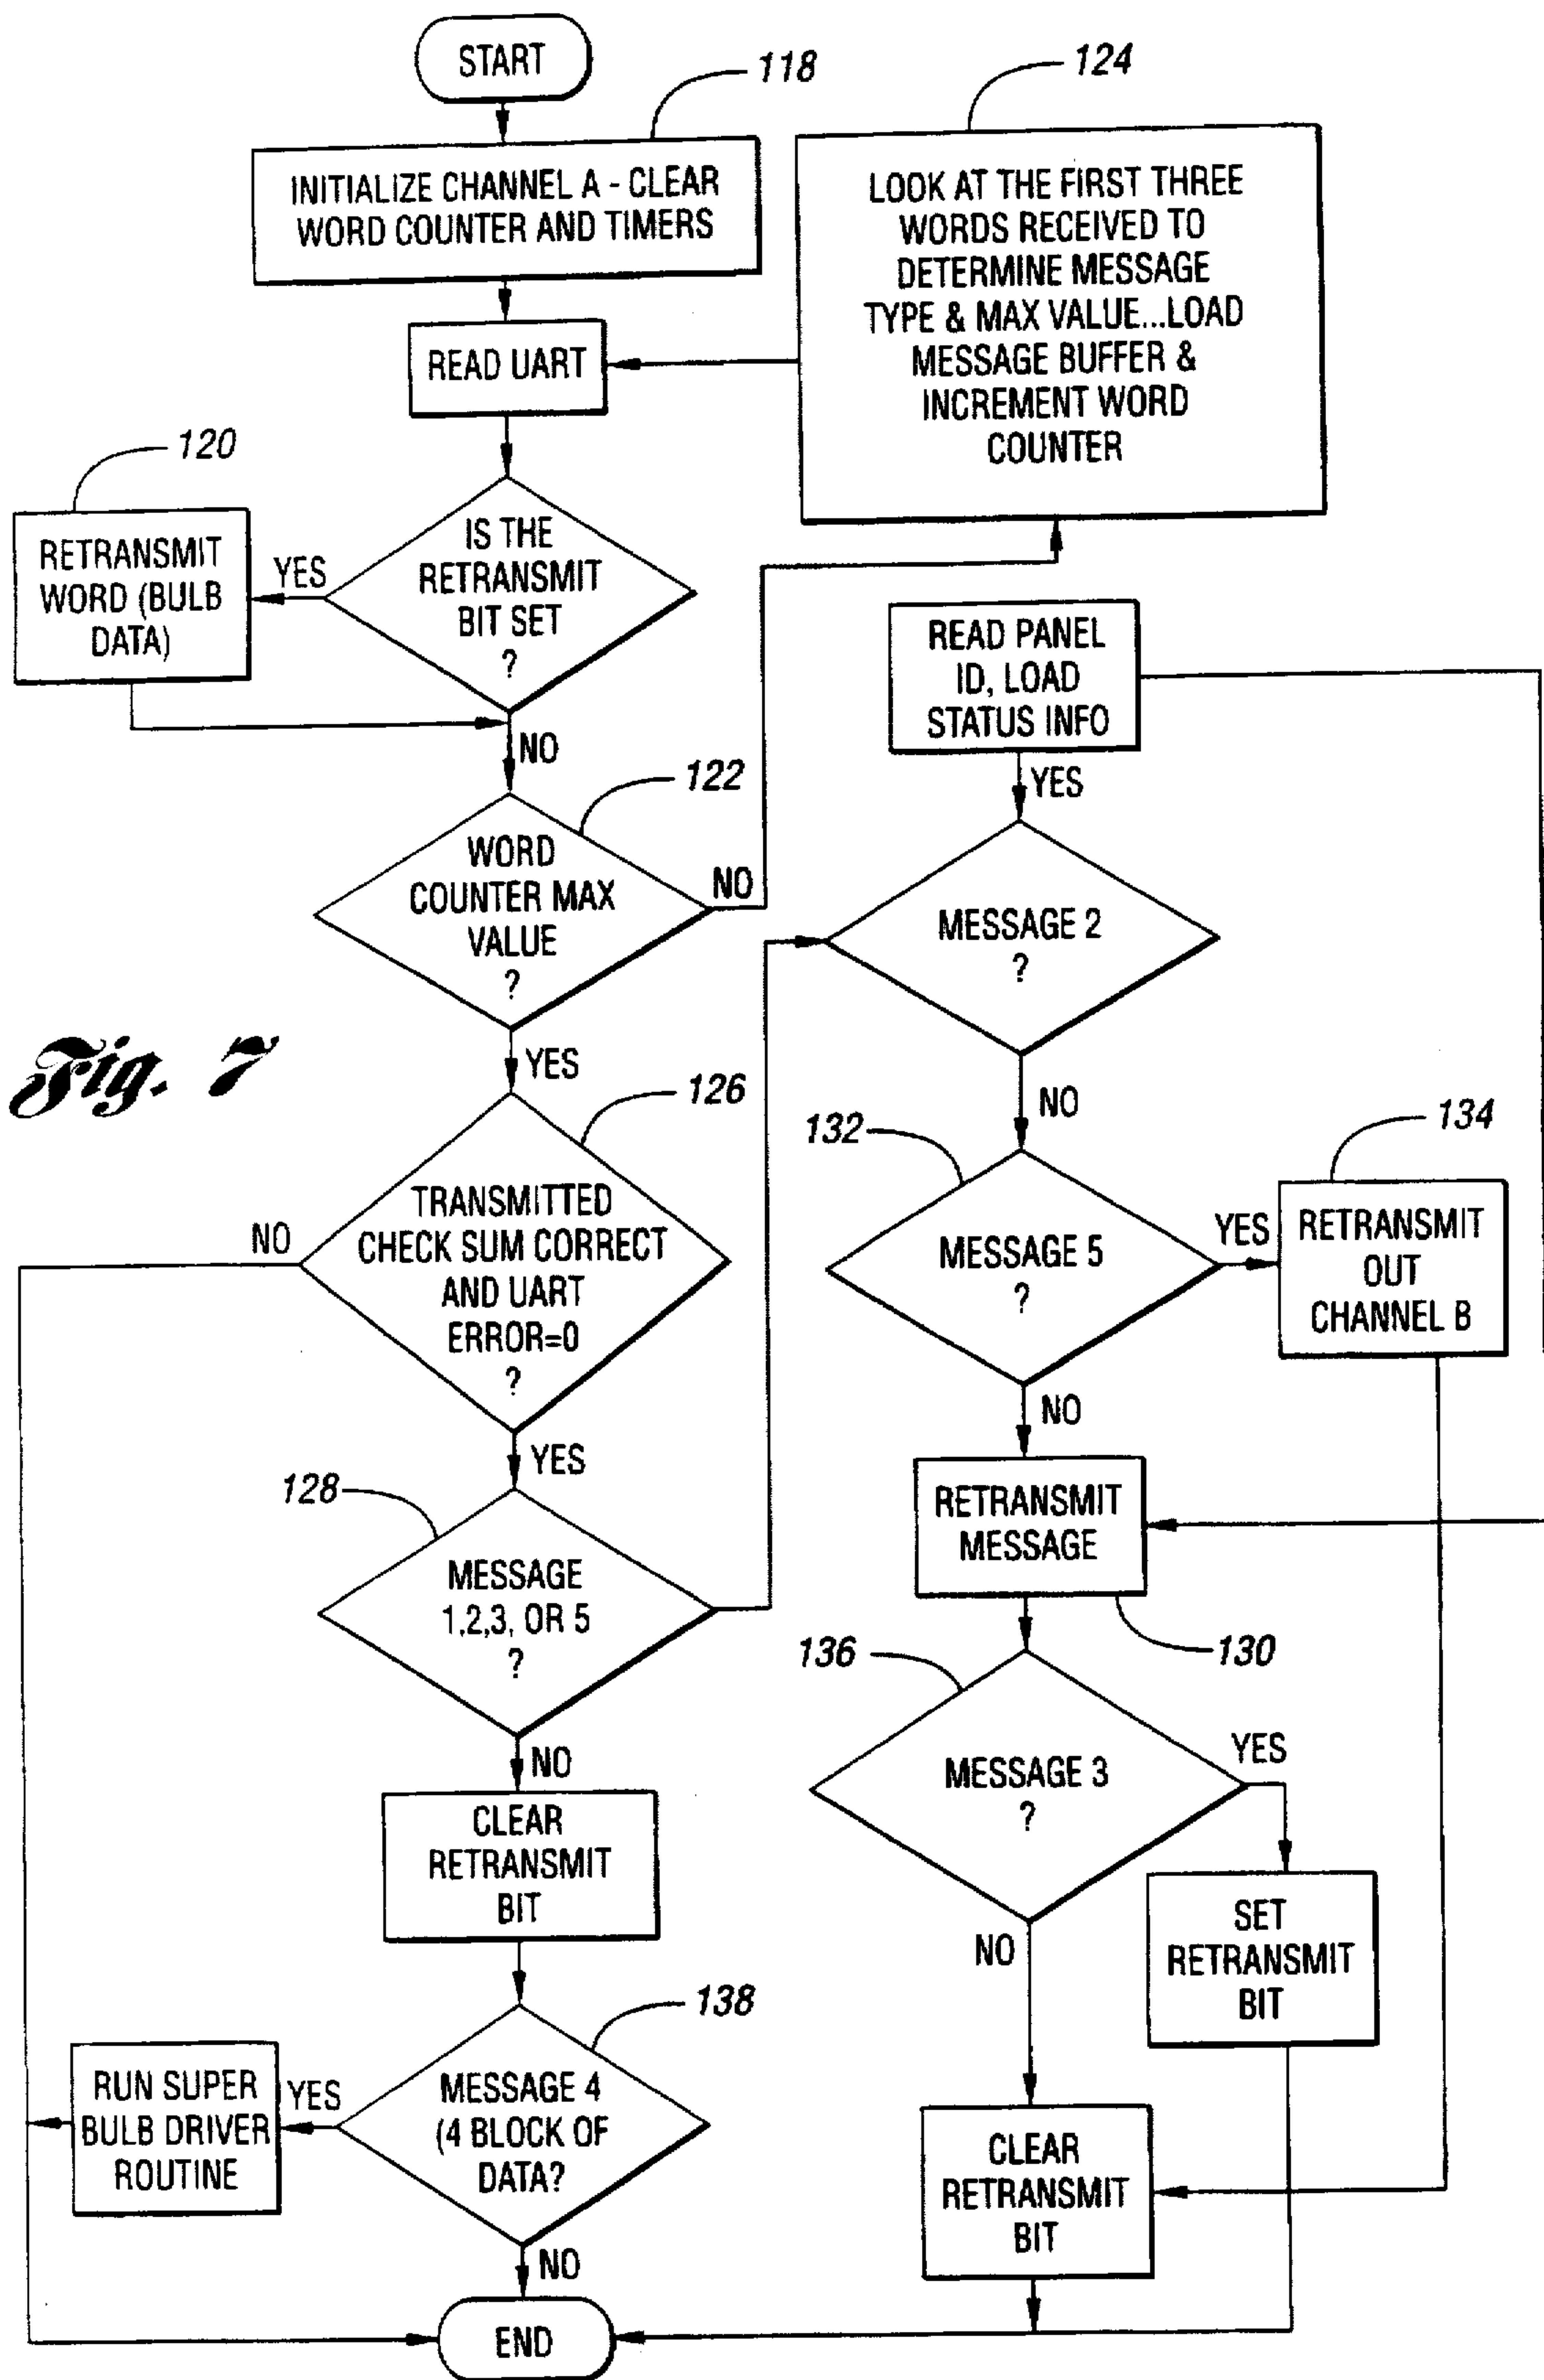 START
118
INITIALIZE CHANNEL A - CLEAR
WORD COUNTER AND TIMERS
124
LOOK AT THE FIRST THREE
WORDS RECEIVED TO
DETERMINE MESSAGE
TYPE & MAX VALUE...LOAD
MESSAGE BUFFER &
INCREMENT WORD
COUNTER
READ UART
120
RETRANSMIT
WORD (BULB
DATA)
YES
IS THE
RETRANSMIT
BIT SET
?
NO
122
WORD
COUNTER MAX
VALUE
?
NO
YES
Fig. 7
126
TRANSMITTED
CHECK SUM CORRECT
AND UART
ERROR=0
?
NO
YES
128
MESSAGE
1,2,3, OR 5
?
NO
CLEAR
RETRANSMIT
BIT
138
MESSAGE 4
(4 BLOCK OF
DATA?
YES
RUN SUPER
BULB DRIVER
ROUTINE
NO
END
READ PANEL
ID, LOAD
STATUS INFO
YES
MESSAGE 2
?
NO
132
MESSAGE 5
?
YES
134
RETRANSMIT
OUT
CHANNEL B
NO
RETRANSMIT
MESSAGE
130
136
MESSAGE 3
?
YES
SET
RETRANSMIT
BIT
NO
CLEAR
RETRANSMIT
BIT